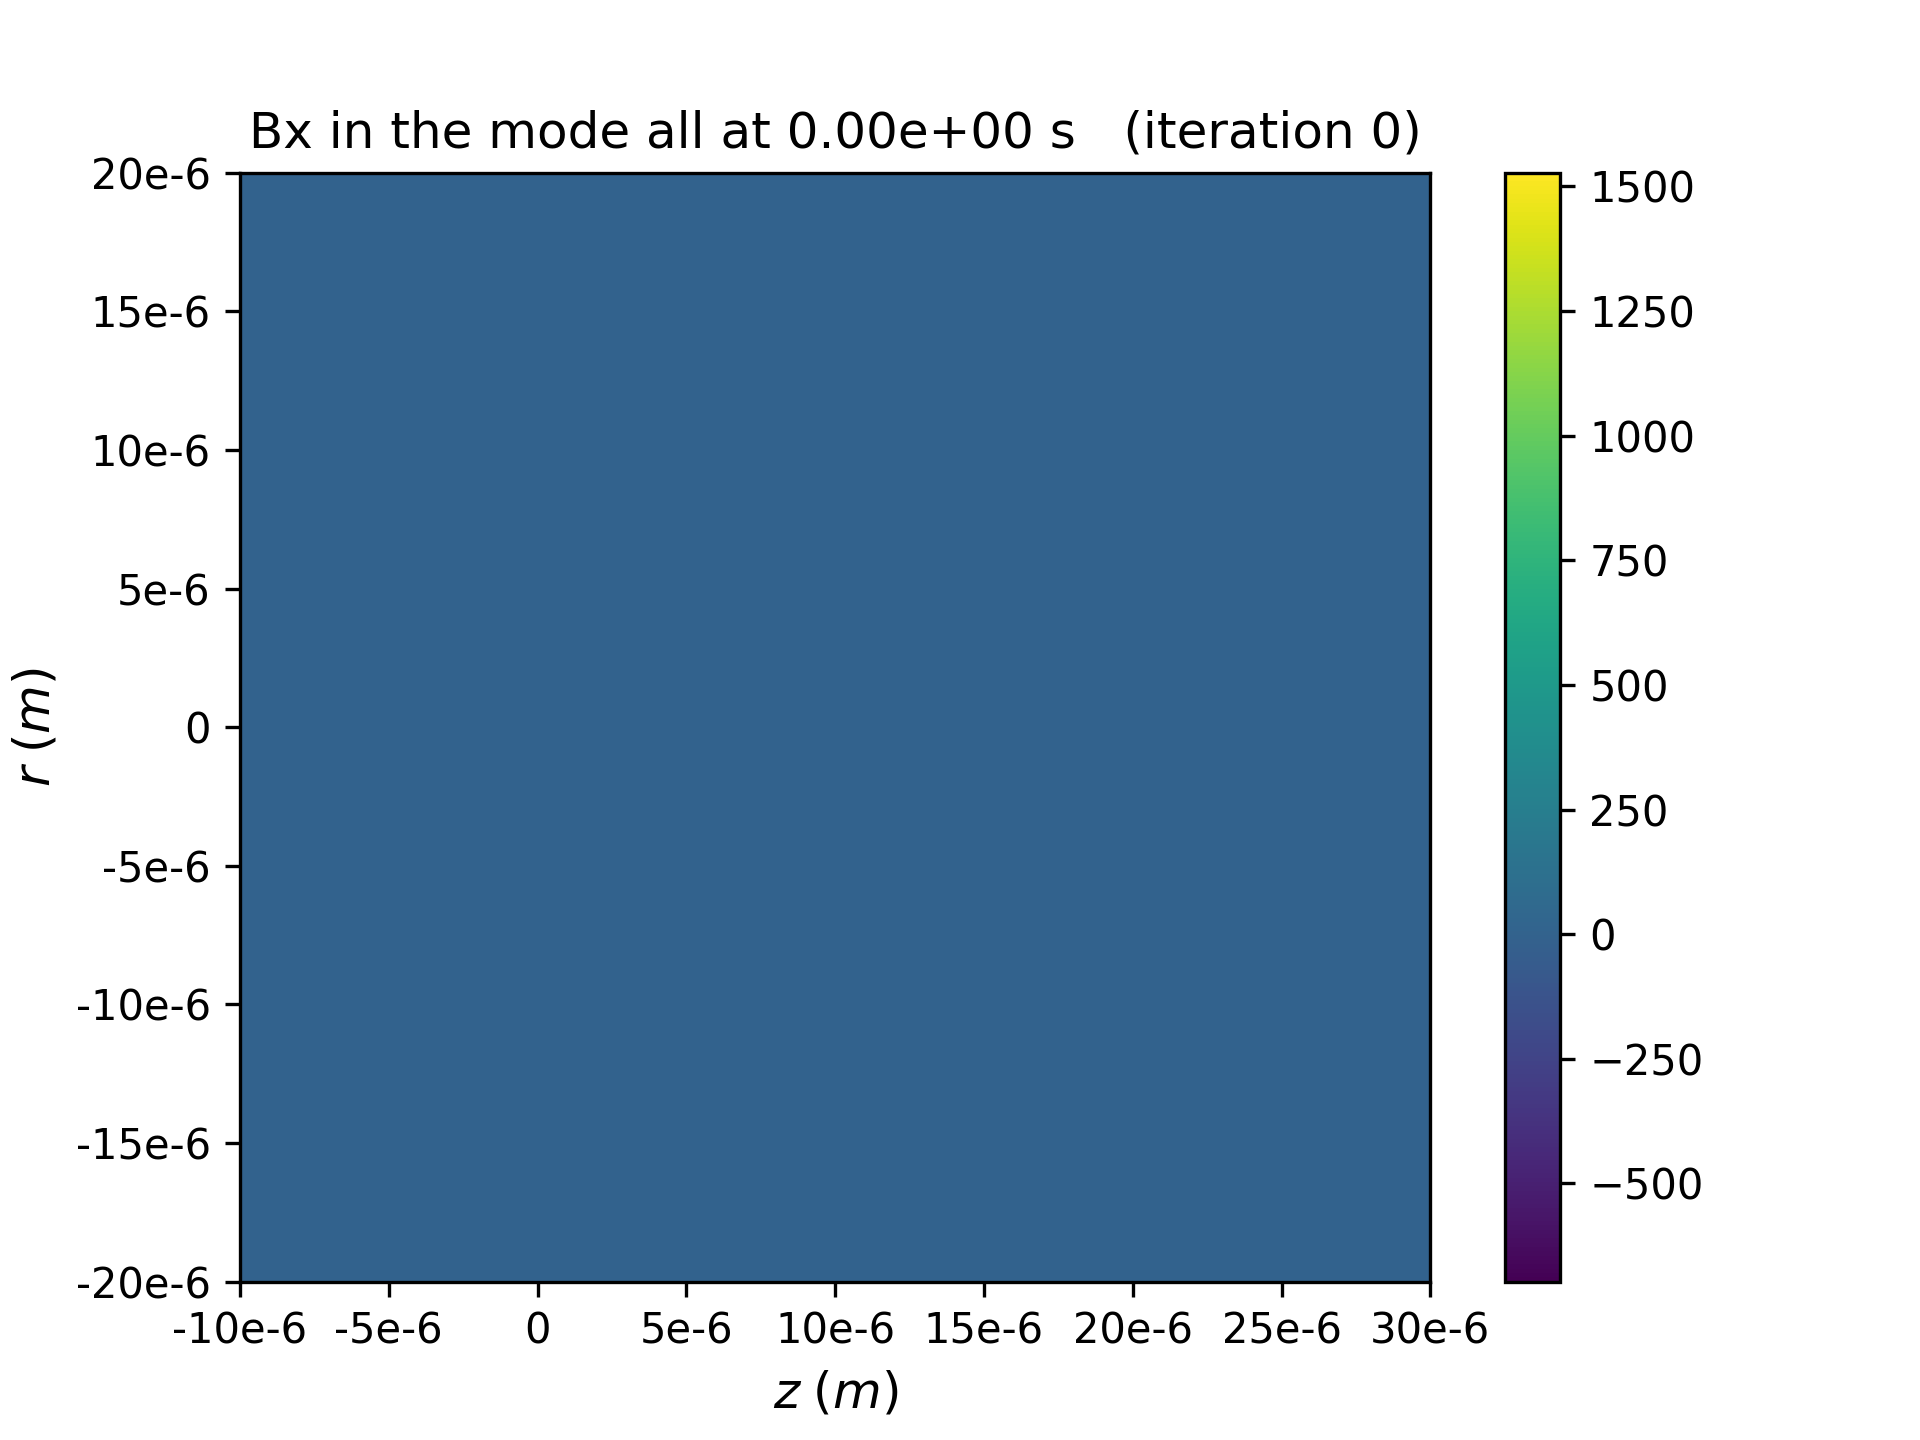 Bx in the mode all at 0.00e+00 s   (iteration 0)
20e-6
15e-6
10e-6
5e-6
0
-5e-6
-10e-6
-15e-6
-20e-6
r (m)
-10e-6 -5e-6 0 5e-6 10e-6 15e-6 20e-6 25e-6 30e-6
z (m)
1500
1250
1000
750
500
250
0
−250
−500